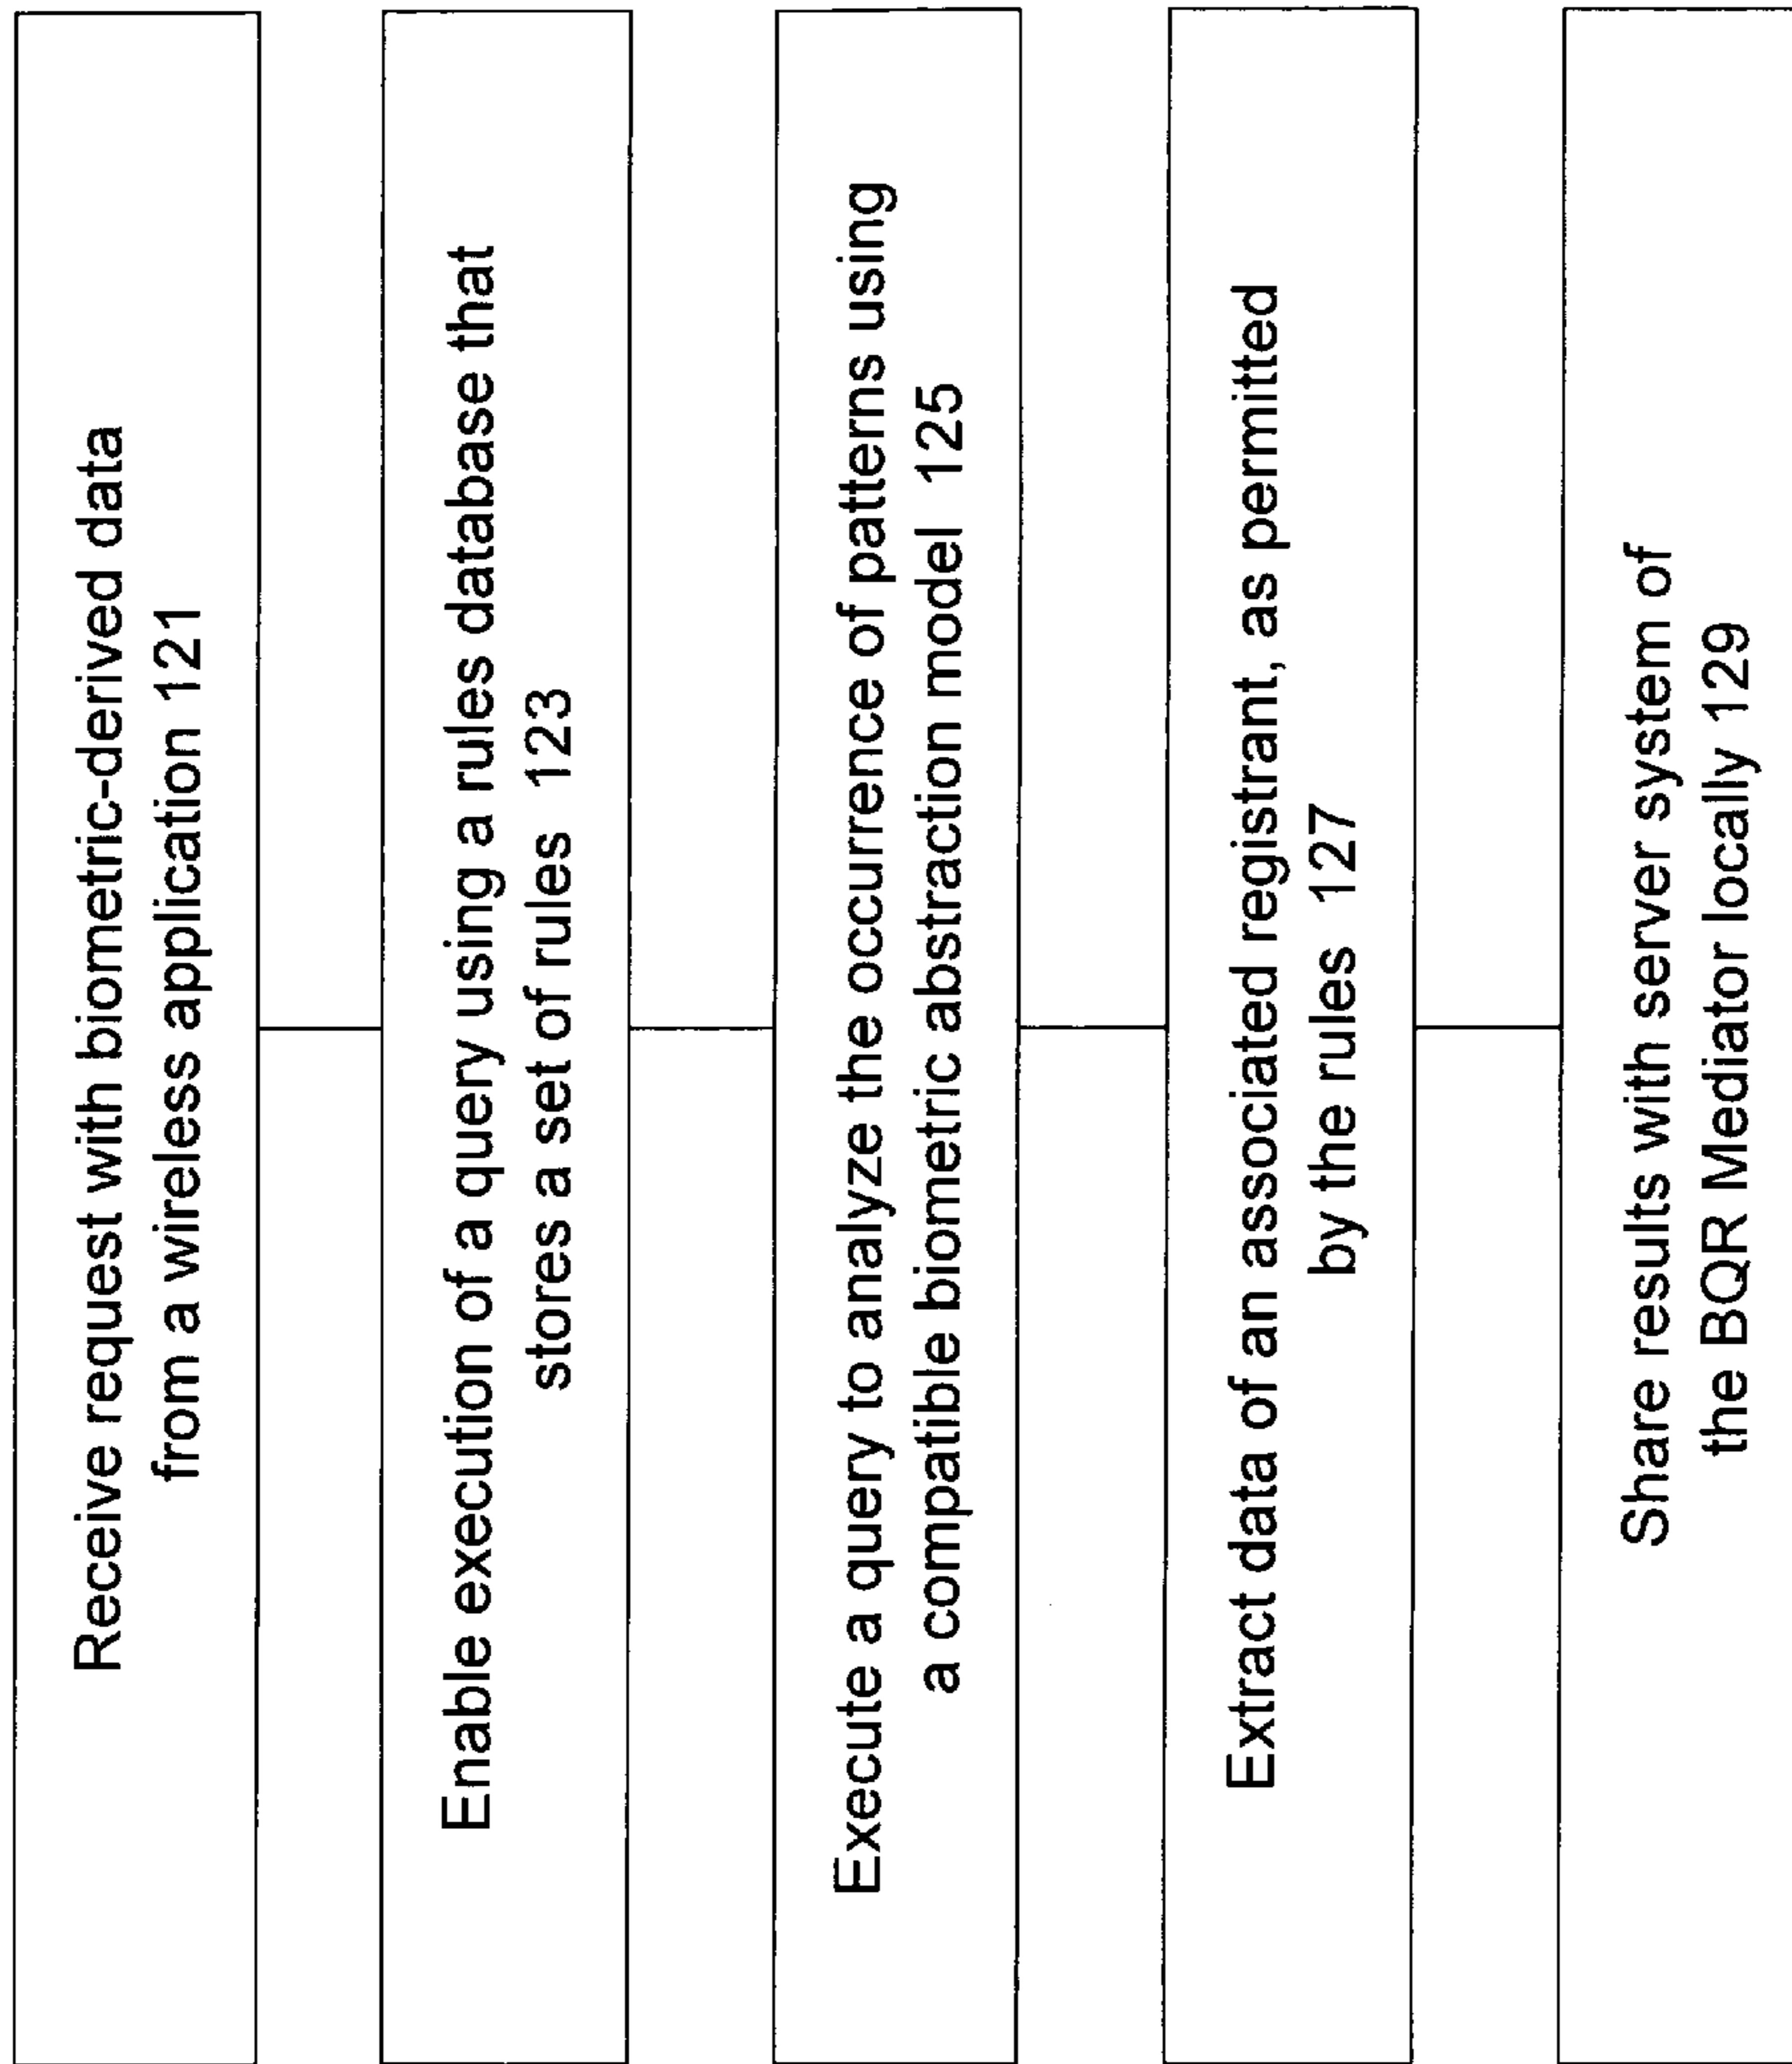 Receive request with biometric-derived data
from a wireless application 121
Enable execution of a query using a rules database that
stores a set of rules 123
Execute a query to analyze the occurrence of patterns using
a compatible biometric abstraction model 125
Extract data of an associated registrant, as permitted
by the rules 127
Share results with server system of
the BQR Mediator locally 129